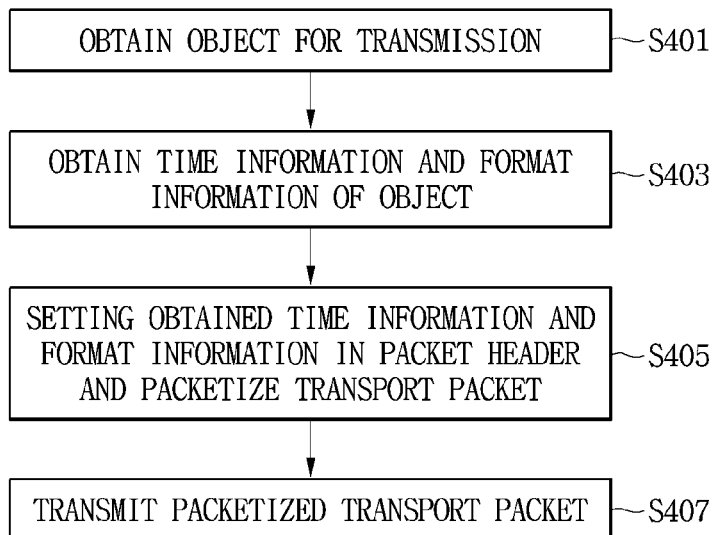 OBTAIN OBJECT FOR TRANSMISSION S401
OBTAIN TIME INFORMATION AND FORMAT
INFORMATION OF OBJECT S403
SETTING OBTAINED TIME INFORMATION AND
FORMAT INFORMATION IN PACKET HEADER S405
AND PACKETIZE TRANSPORT PACKET
TRANSMIT PACKETIZED TRANSPORT PACKET S407